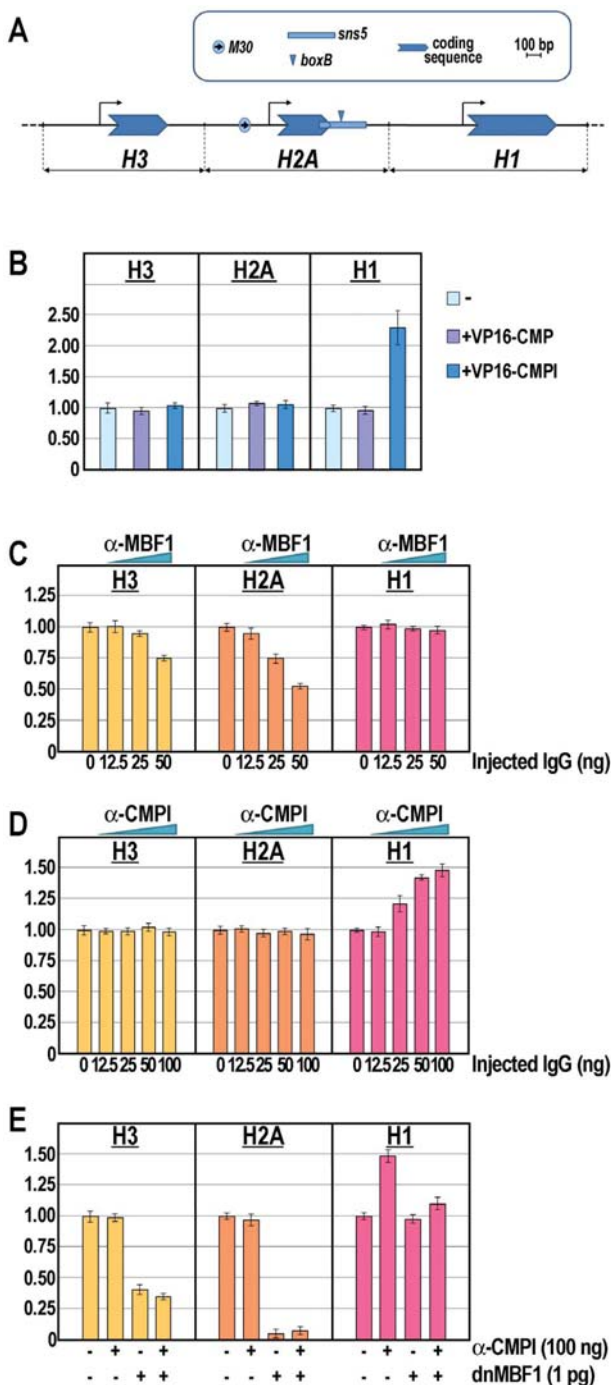 A
M30
sns5
boxB
coding
sequence
100 bp
H3 H2A H1
B
H3 H2A H1
2.50
2.00
1.50
1.00
0.50
0
-
+VP16-CMP
+VP16-CMPI
C
α-MBF1 α-MBF1 α-MBF1
H3 H2A H1
1.25
1.00
0.75
0.50
0.25
0
0 12.5 25 50 0 12.5 25 50 0 12.5 25 50 Injected IgG (ng)
D
α-CMPI α-CMPI α-CMPI
H3 H2A H1
1.50
1.25
1.00
0.75
0.50
0.25
0
0 12.5 25 50 100 0 12.5 25 50 100 0 12.5 25 50 100 Injected IgG (ng)
E
H3 H2A H1
1.50
1.25
1.00
0.75
0.50
0.25
0
- + - + - + - + - + - + α-CMPI (100 ng)
- - + + - - + + - - + + dnMBF1 (1 pg)